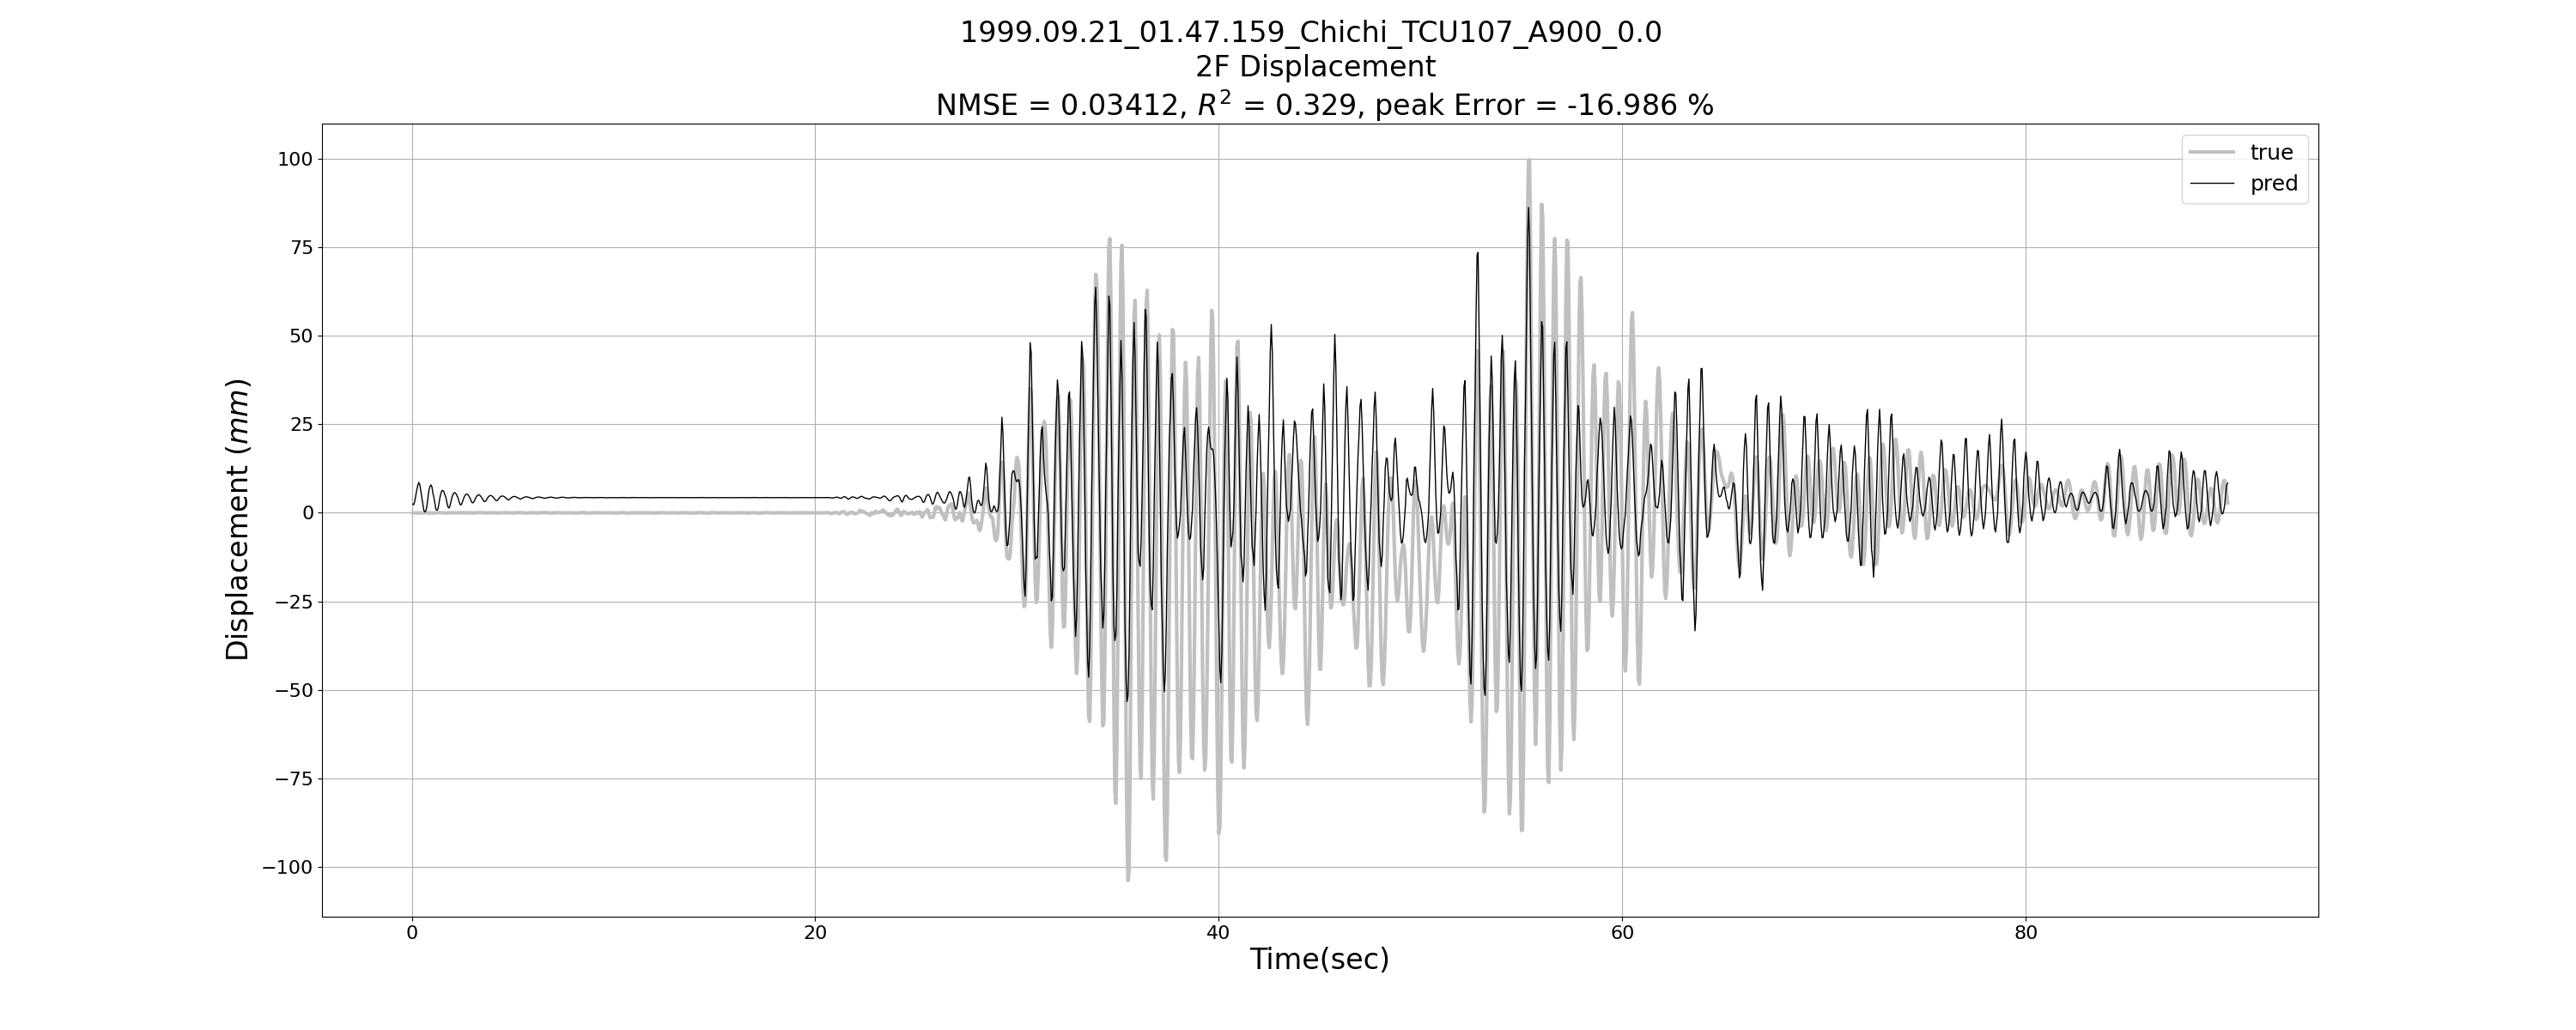 1999.09.21_01.47.159_Chichi_TCU107_A900_0.0
2F Displacement
NMSE = 0.03412, R² = 0.329, peak Error = -16.986 %
true
pred
100
75
50
25
0
−25
−50
−75
−100
Displacement (mm)
0 20 40 60 80
Time(sec)